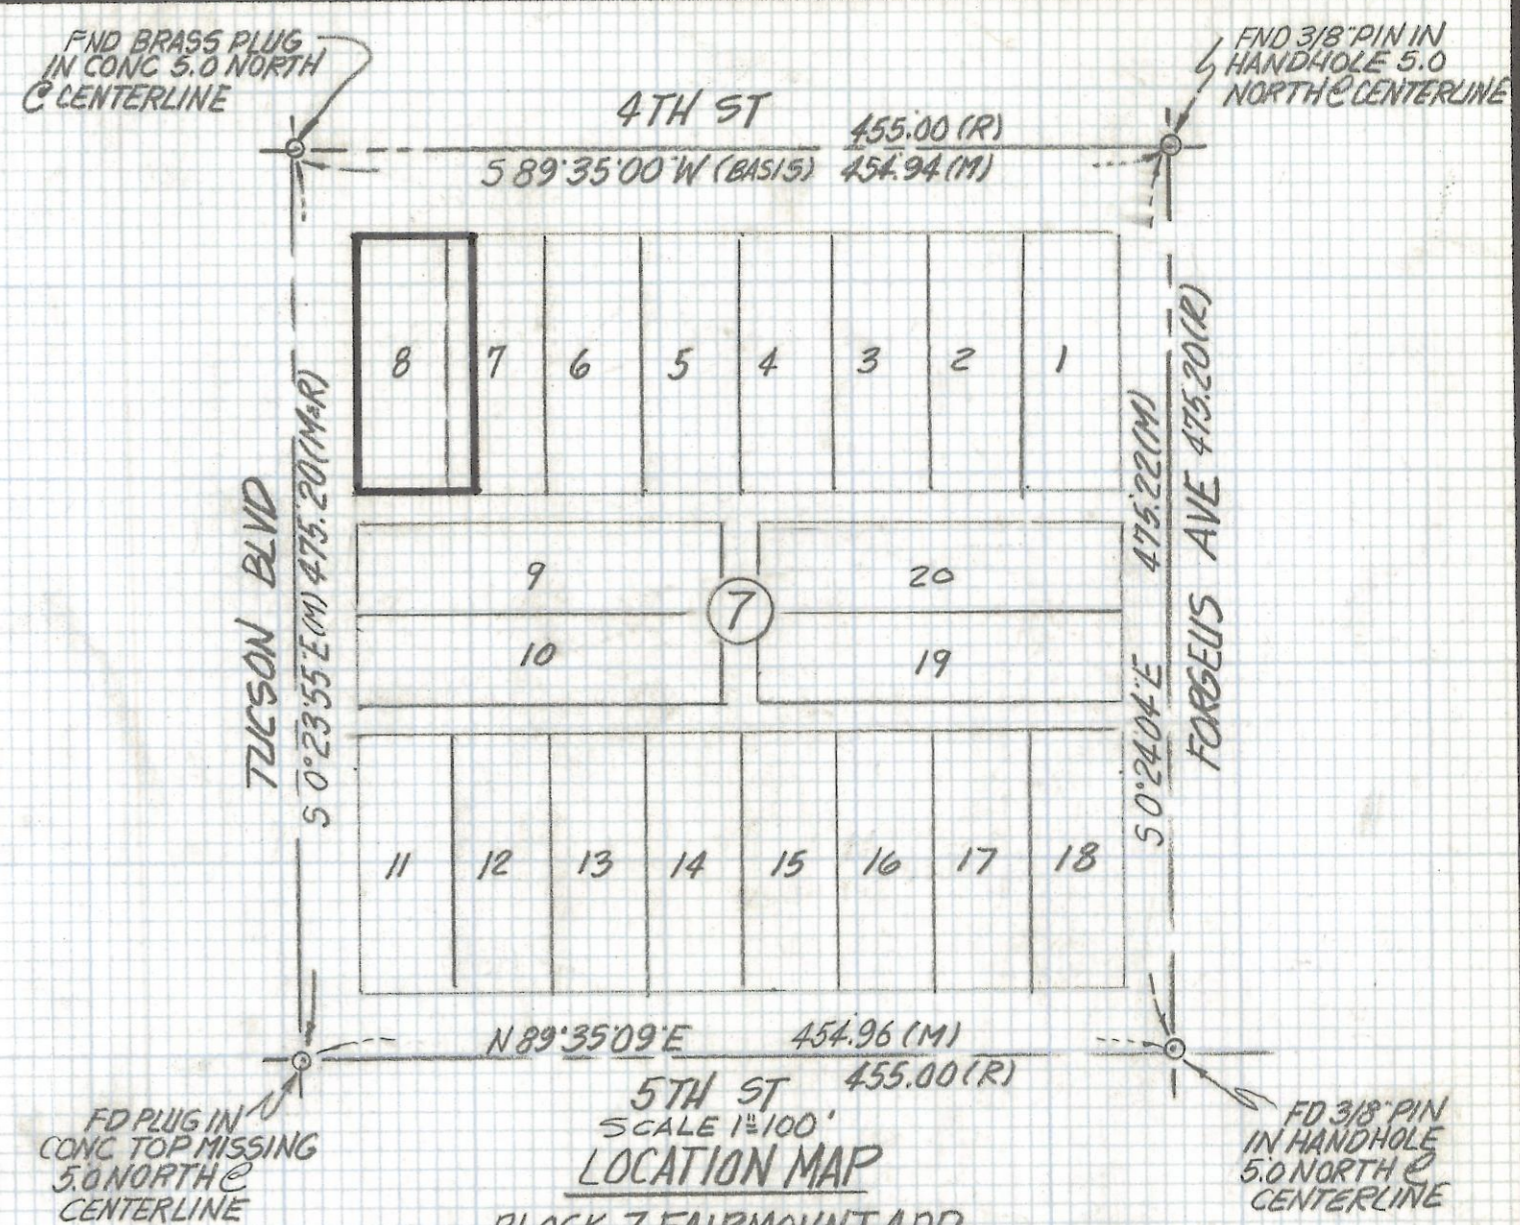 FND BRASS PLUG
IN CONC 5.0 NORTH
@ CENTERLINE
FND 3/8" PIN IN
HANDHOLE 5.0
NORTH @ CENTERLINE
4TH ST
455.00 (R)
S 89°35'00" W (BASIS) 454.94 (M)
8
7
6
5
4
3
2
1
TUCSON BLVD
S 0°23'55" E (M) 475.20 (M&R)
475.22 (M)
S 0°24'04" E
FORGEUS AVE 475.20 (R)
9
20
7
10
19
11
12
13
14
15
16
17
18
N 89°35'09" E 454.96 (M)
455.00 (R)
5TH ST
SCALE 1"=100'
LOCATION MAP
BLOCK 7 FAIRMOUNT ADD
FD PLUG IN
CONC TOP MISSING
5.0 NORTH @
CENTERLINE
FD 3/8" PIN
IN HANDHOLE
5.0 NORTH @
CENTERLINE